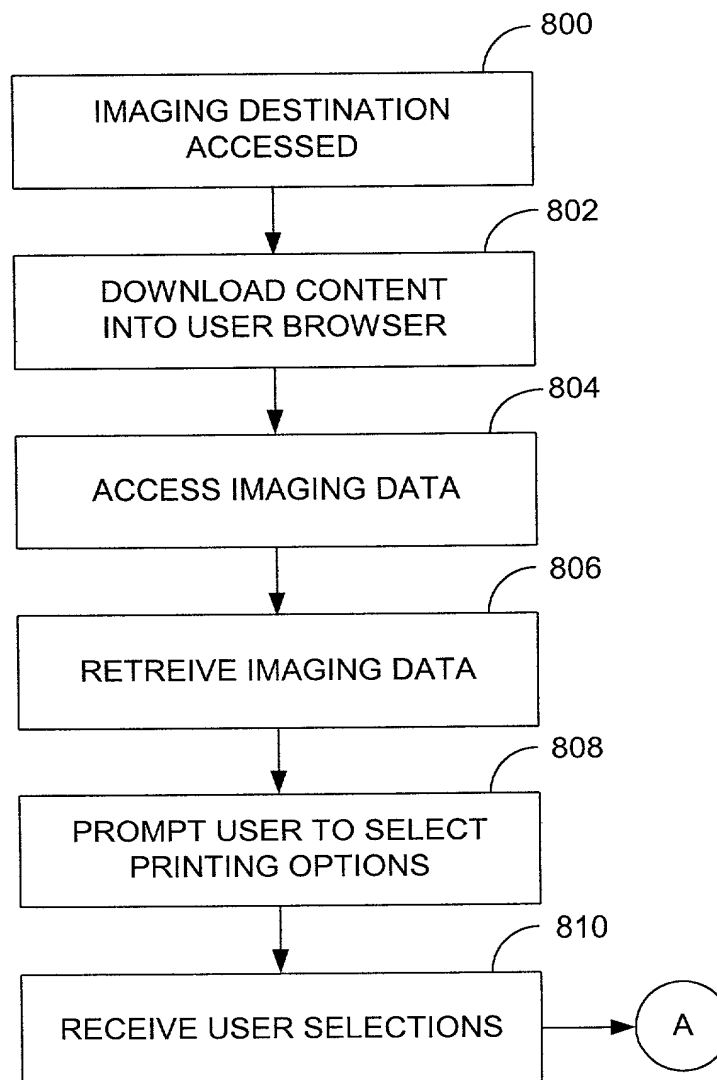 800
IMAGING DESTINATION
ACCESSED
802
DOWNLOAD CONTENT
INTO USER BROWSER
804
ACCESS IMAGING DATA
806
RETREIVE IMAGING DATA
808
PROMPT USER TO SELECT
PRINTING OPTIONS
810
RECEIVE USER SELECTIONS
A